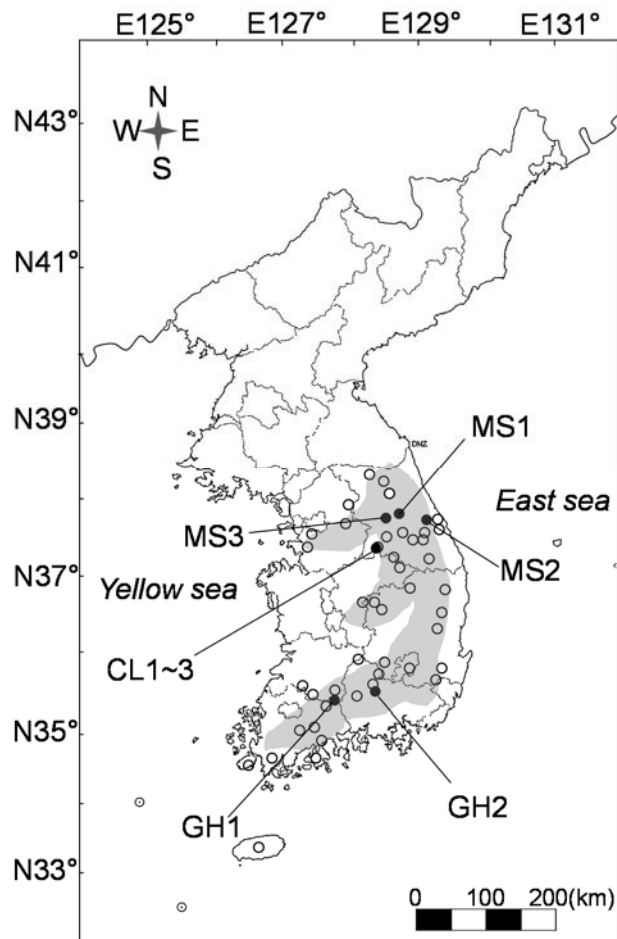 E125° E127° E129° E131°
N
W E
S
N43°
N41°
N39°
DMZ
MS1
East sea
MS3
MS2
N37°
Yellow sea
CL1~3
N35°
GH2
GH1
N33°
0 100 200(km)